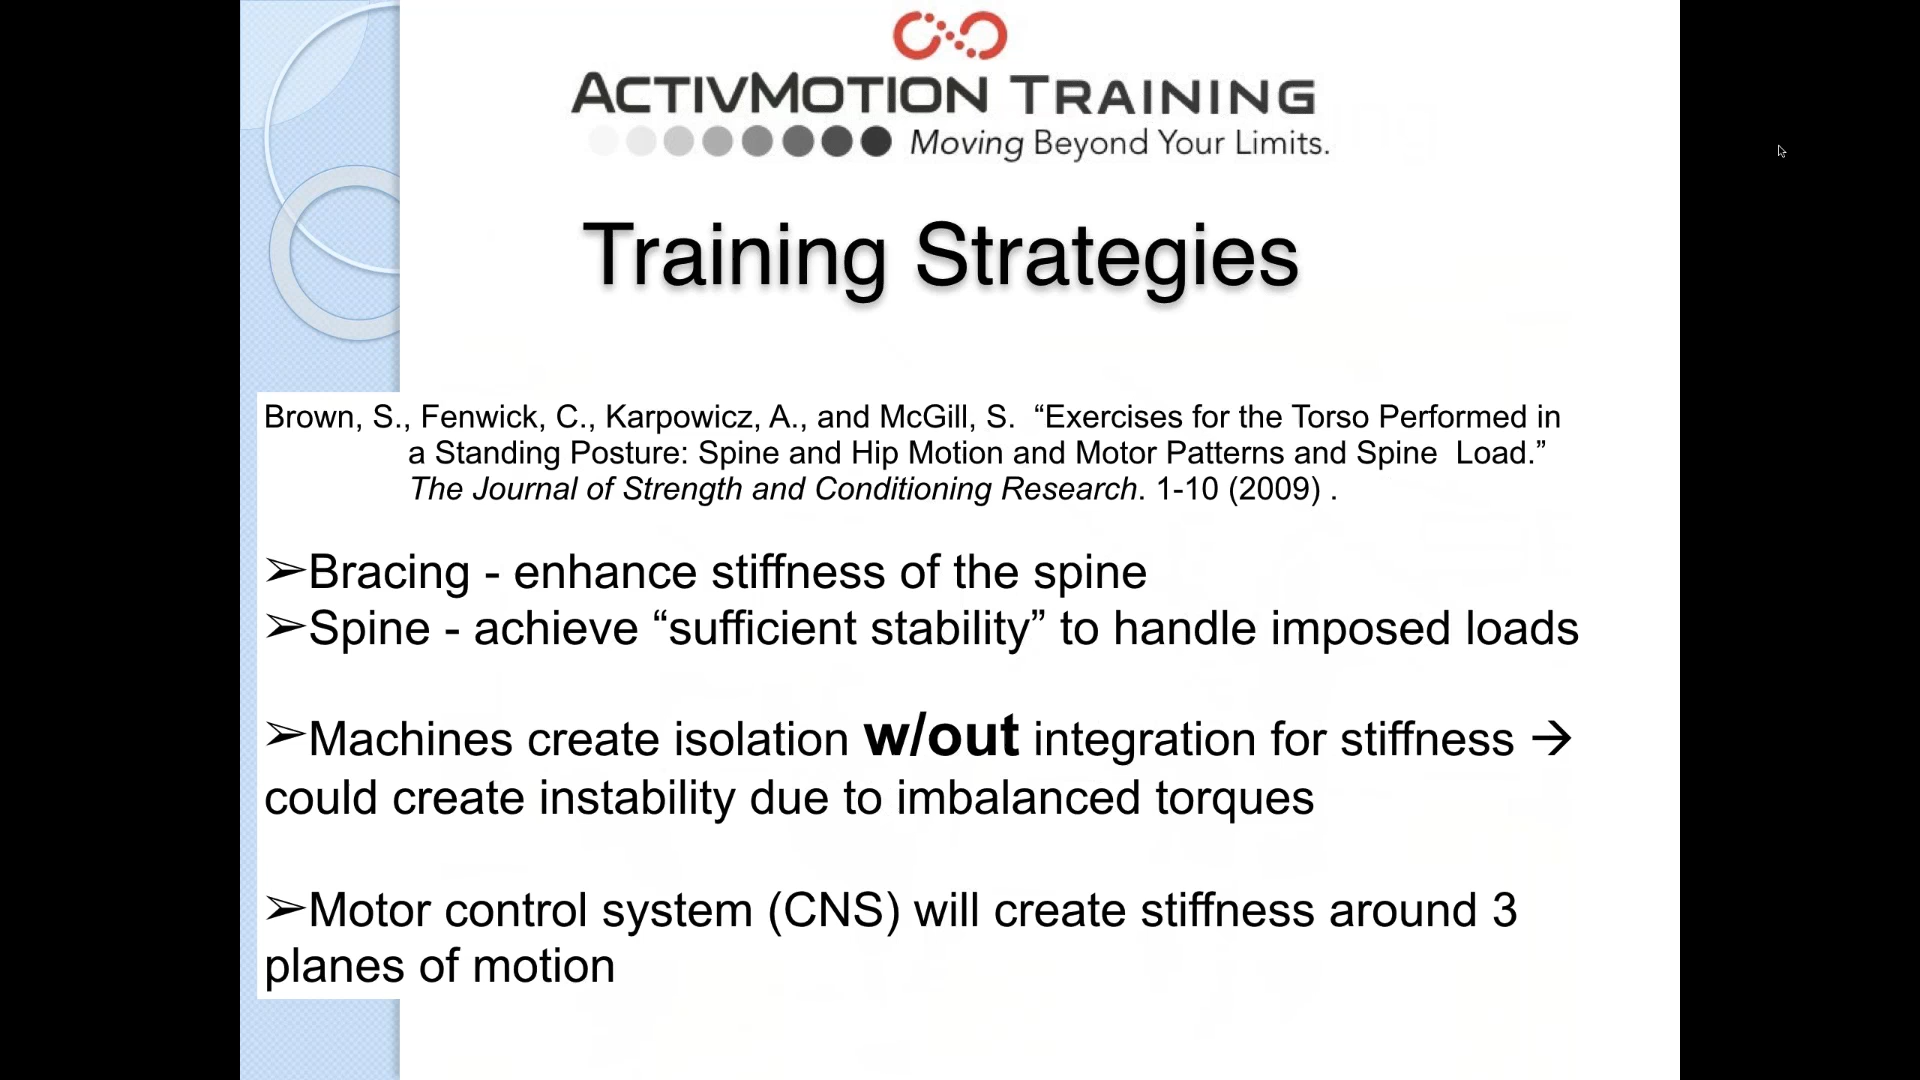 ACTIVMOTION TRAINING
Moving Beyond Your Limits.
Training Strategies
Brown, S., Fenwick, C., Karpowicz, A., and McGill, S.  “Exercises for the Torso Performed in
a Standing Posture: Spine and Hip Motion and Motor Patterns and Spine  Load.”
The Journal of Strength and Conditioning Research. 1-10 (2009) .
➢Bracing - enhance stiffness of the spine
➢Spine - achieve “sufficient stability” to handle imposed loads
➢Machines create isolation w/out integration for stiffness →
could create instability due to imbalanced torques
➢Motor control system (CNS) will create stiffness around 3
planes of motion